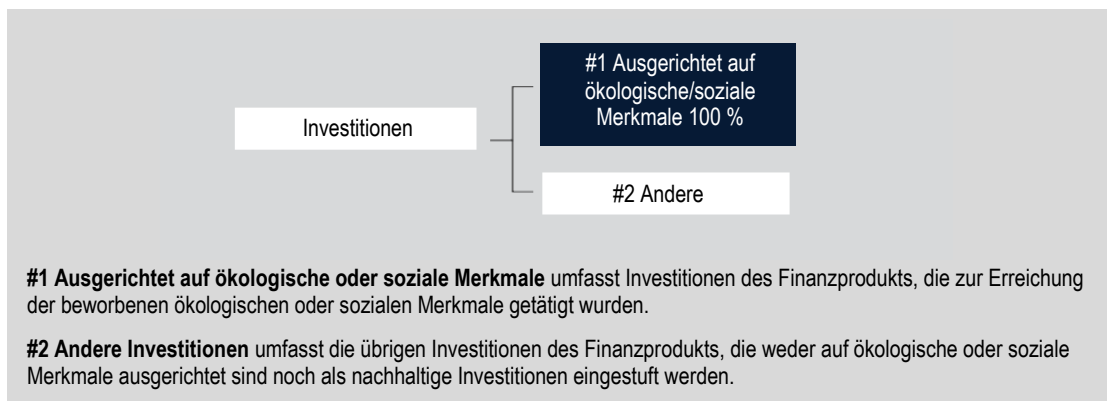 #1 Ausgerichtet auf
ökologische/soziale
Merkmale 100 %
Investitionen
#2 Andere
#1 Ausgerichtet auf ökologische oder soziale Merkmale umfasst Investitionen des Finanzprodukts, die zur Erreichung
der beworbenen ökologischen oder sozialen Merkmale getätigt wurden.
#2 Andere Investitionen umfasst die übrigen Investitionen des Finanzprodukts, die weder auf ökologische oder soziale
Merkmale ausgerichtet sind noch als nachhaltige Investitionen eingestuft werden.